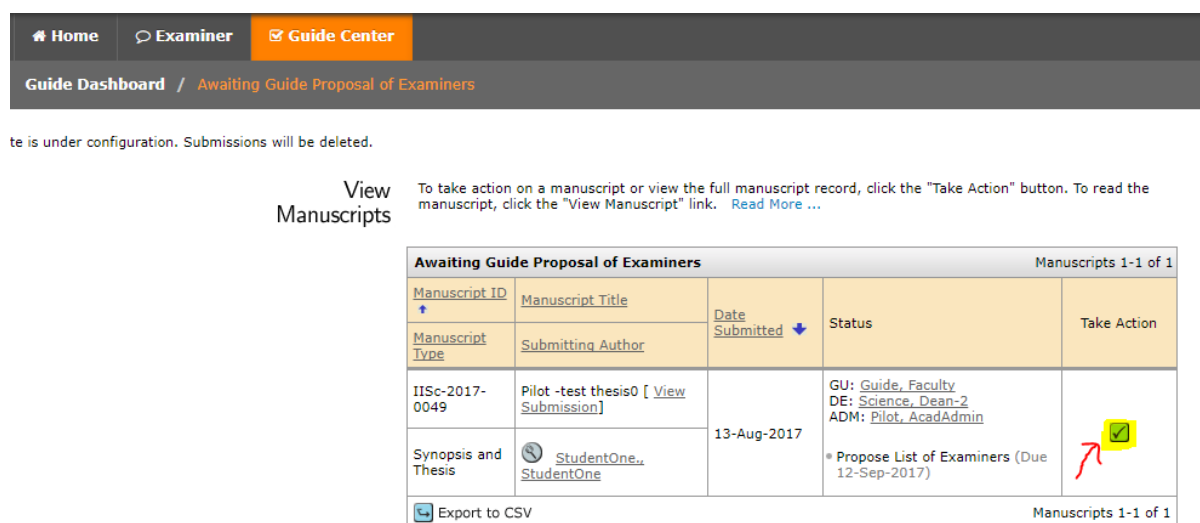 Home Examiner Guide Center
Guide Dashboard / Awaiting Guide Proposal of Examiners
te is under configuration. Submissions will be deleted.
View
Manuscripts
To take action on a manuscript or view the full manuscript record, click the "Take Action" button. To read the
manuscript, click the "View Manuscript" link. Read More ...
Awaiting Guide Proposal of Examiners Manuscripts 1-1 of 1
Manuscript ID
Manuscript Title
Manuscript
Type
Submitting Author
Date
Submitted
Status
Take Action
IISc-2017-
0049
Pilot -test thesis0 [ View
Submission]
Synopsis and
Thesis
StudentOne.,
StudentOne
13-Aug-2017
GU: Guide, Faculty
DE: Science, Dean-2
ADM: Pilot, AcadAdmin
Propose List of Examiners (Due
12-Sep-2017)
Export to CSV Manuscripts 1-1 of 1